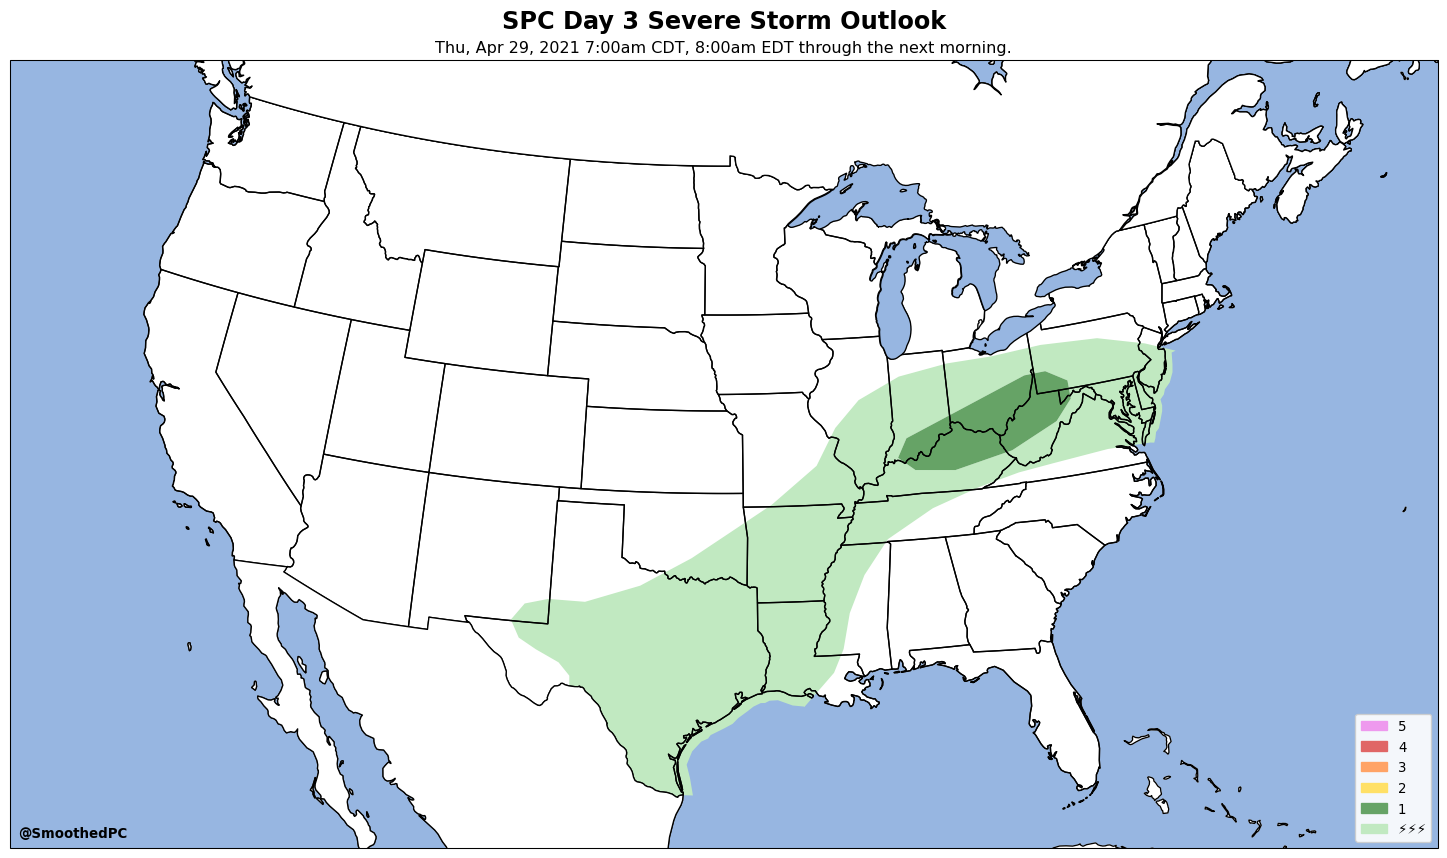 SPC Day 3 Severe Storm Outlook
Thu, Apr 29, 2021 7:00am CDT, 8:00am EDT through the next morning.
5
4
3
2
1
⚡⚡⚡
@SmoothedPC